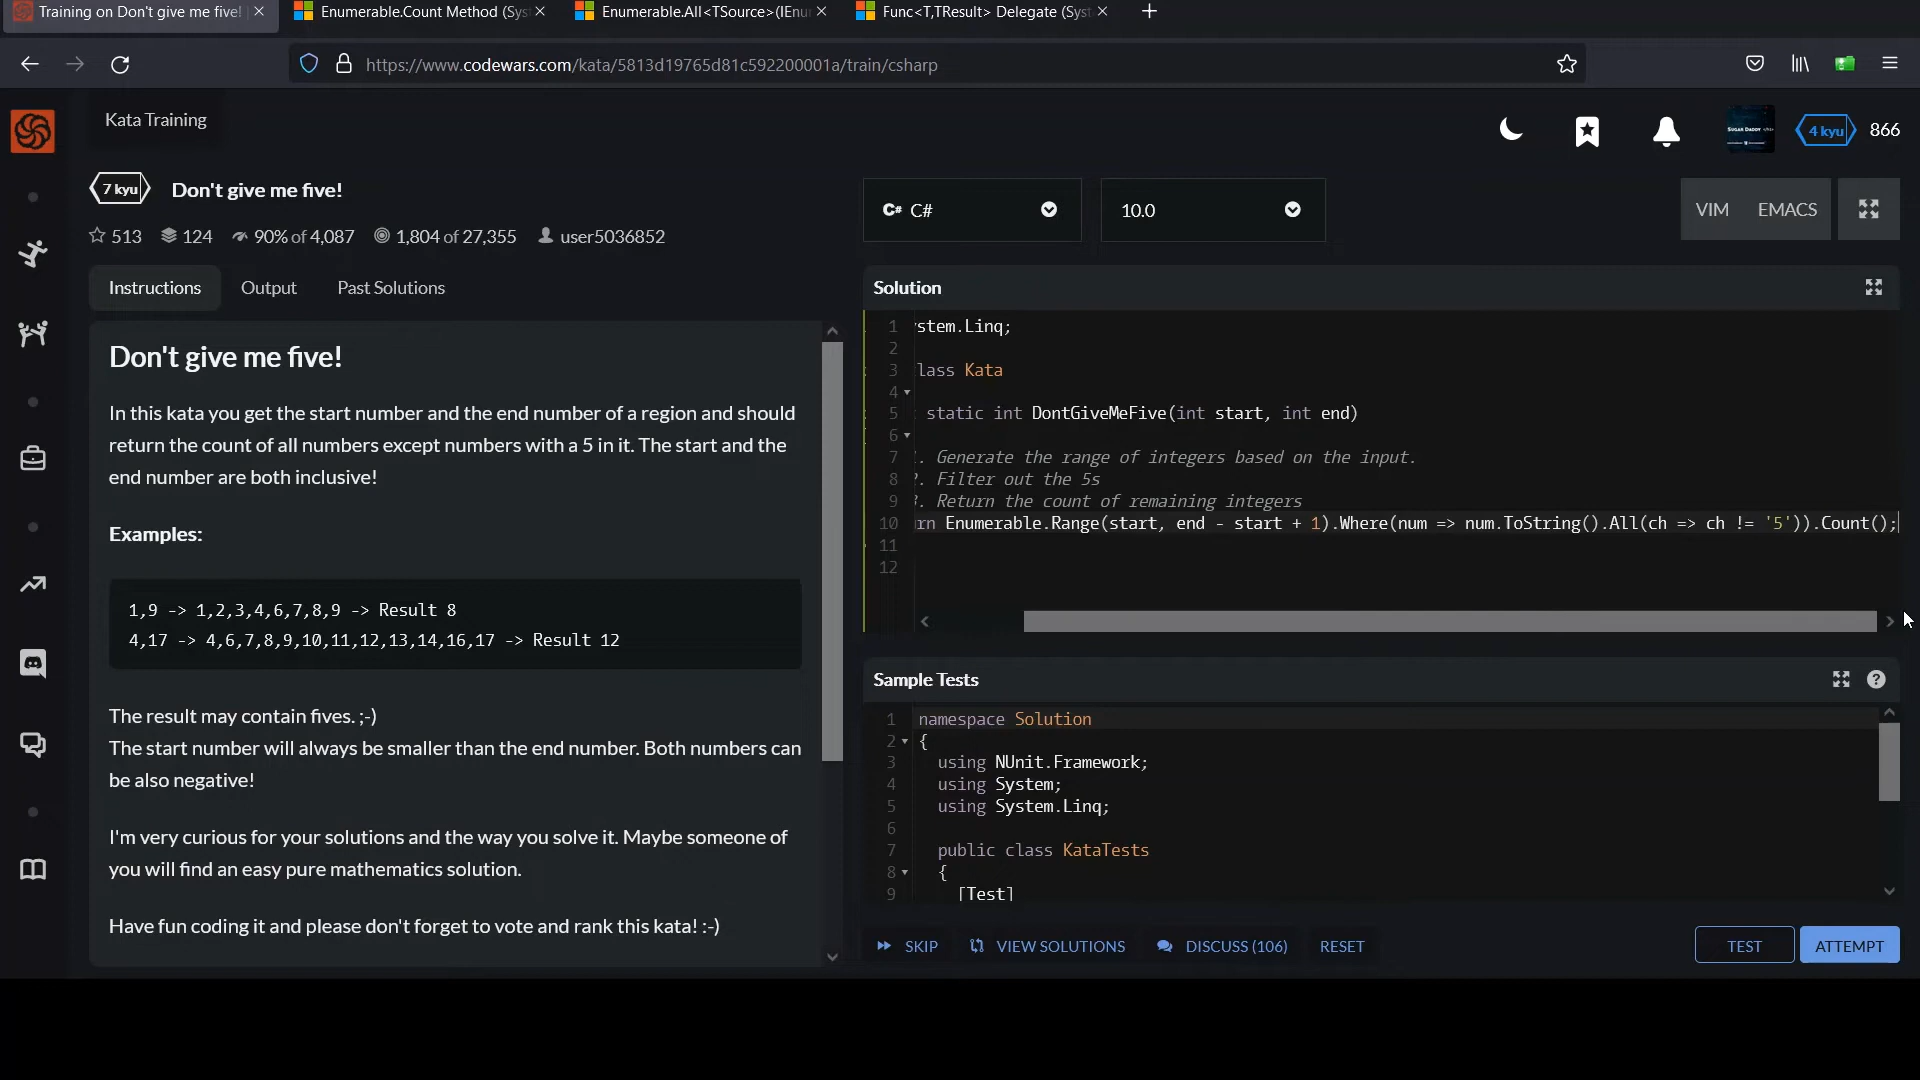 Training on Don't give me five! |
Enumerable.Count Method (Sys
Enumerable.All<TSource>(IEnu
Func<T,TResult> Delegate (Syst
https://www.codewars.com/kata/5813d19765d81c592200001a/train/csharp
Kata Training
SUGAR DADDY
4 kyu 866
7 kyu Don't give me five!
513 124 90% of 4,087 1,804 of 27,355 user5036852
C# C#
10.0
VIM EMACS
Instructions Output Past Solutions
Don't give me five!
In this kata you get the start number and the end number of a region and should
return the count of all numbers except numbers with a 5 in it. The start and the
end number are both inclusive!
Examples:
1,9 -> 1,2,3,4,6,7,8,9 -> Result 8
4,17 -> 4,6,7,8,9,10,11,12,13,14,16,17 -> Result 12
The result may contain fives. ;-)
The start number will always be smaller than the end number. Both numbers can
be also negative!
I'm very curious for your solutions and the way you solve it. Maybe someone of
you will find an easy pure mathematics solution.
Have fun coding it and please don't forget to vote and rank this kata! :-)
Solution
1 stem.Linq;
2
3 lass Kata
4
5 static int DontGiveMeFive(int start, int end)
6
7 . Generate the range of integers based on the input.
8 . Filter out the 5s
9 . Return the count of remaining integers
10 rn Enumerable.Range(start, end - start + 1).Where(num => num.ToString().All(ch => ch != '5')).Count();
11
12
Sample Tests
1 namespace Solution
2 {
3 using NUnit.Framework;
4 using System;
5 using System.Linq;
6
7 public class KataTests
8 {
9 [Test]
SKIP VIEW SOLUTIONS DISCUSS (106) RESET
TEST ATTEMPT